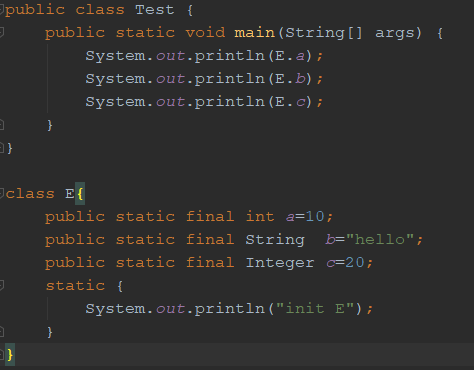 public class Test {
    public static void main(String[] args) {
        System.out.println(E.a);
        System.out.println(E.b);
        System.out.println(E.c);
    }
}

class E{
    public static final int a=10;
    public static final String  b="hello";
    public static final Integer c=20;
    static {
        System.out.println("init E");
    }
}